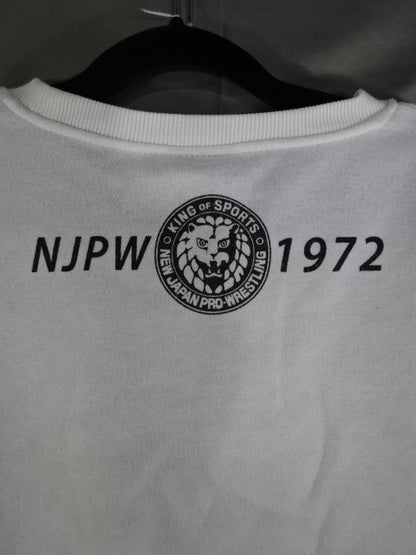 NJPW
KING OF SPORTS
NEW JAPAN PRO-WRESTLING
1972